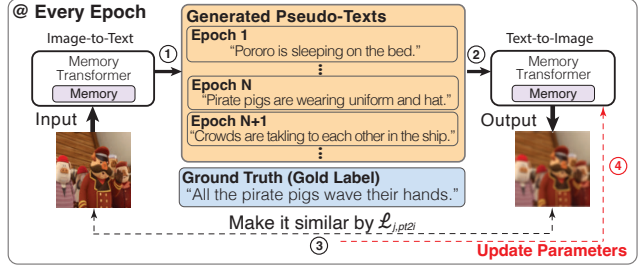 @ Every Epoch
Generated Pseudo-Texts
Image-to-Text
①
Epoch 1
"Pororo is sleeping on the bed."
②
Text-to-Image
Memory
Transformer
Memory
⋮
Epoch N
"Pirate pigs are wearing uniform and hat."
Epoch N+1
"Crowds are takling to each other in the ship."
⋮
Memory
Transformer
Memory
Input
Output
Ground Truth (Gold Label)
"All the pirate pigs wave their hands."
④
Make it similar by ℒj,pt2i
③
Update Parameters